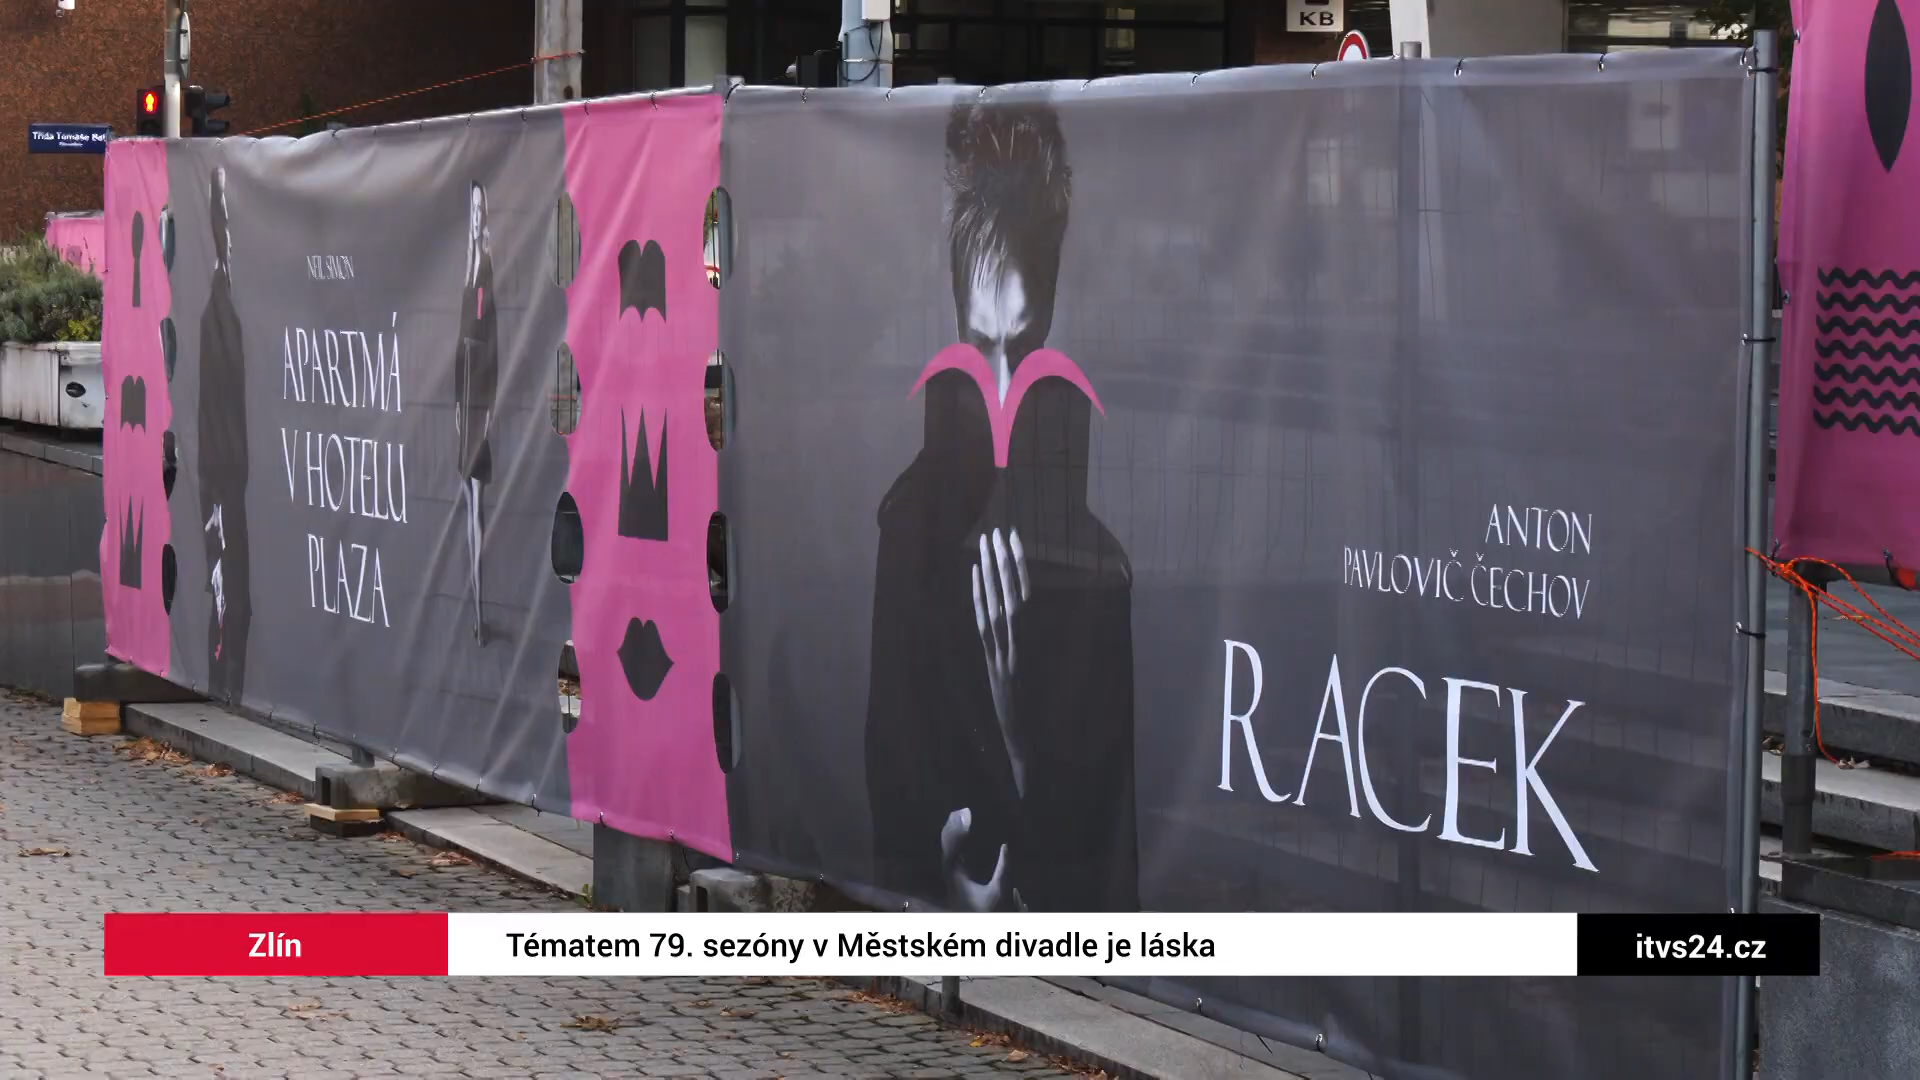 KB
Třída Tomáše Bati
NEIL SIMON
APARTMÁ
V HOTELU
PLAZA
ANTON
PAVLOVIČ ČECHOV
RACEK
Zlín
Tématem 79. sezóny v Městském divadle je láska
itvs24.cz